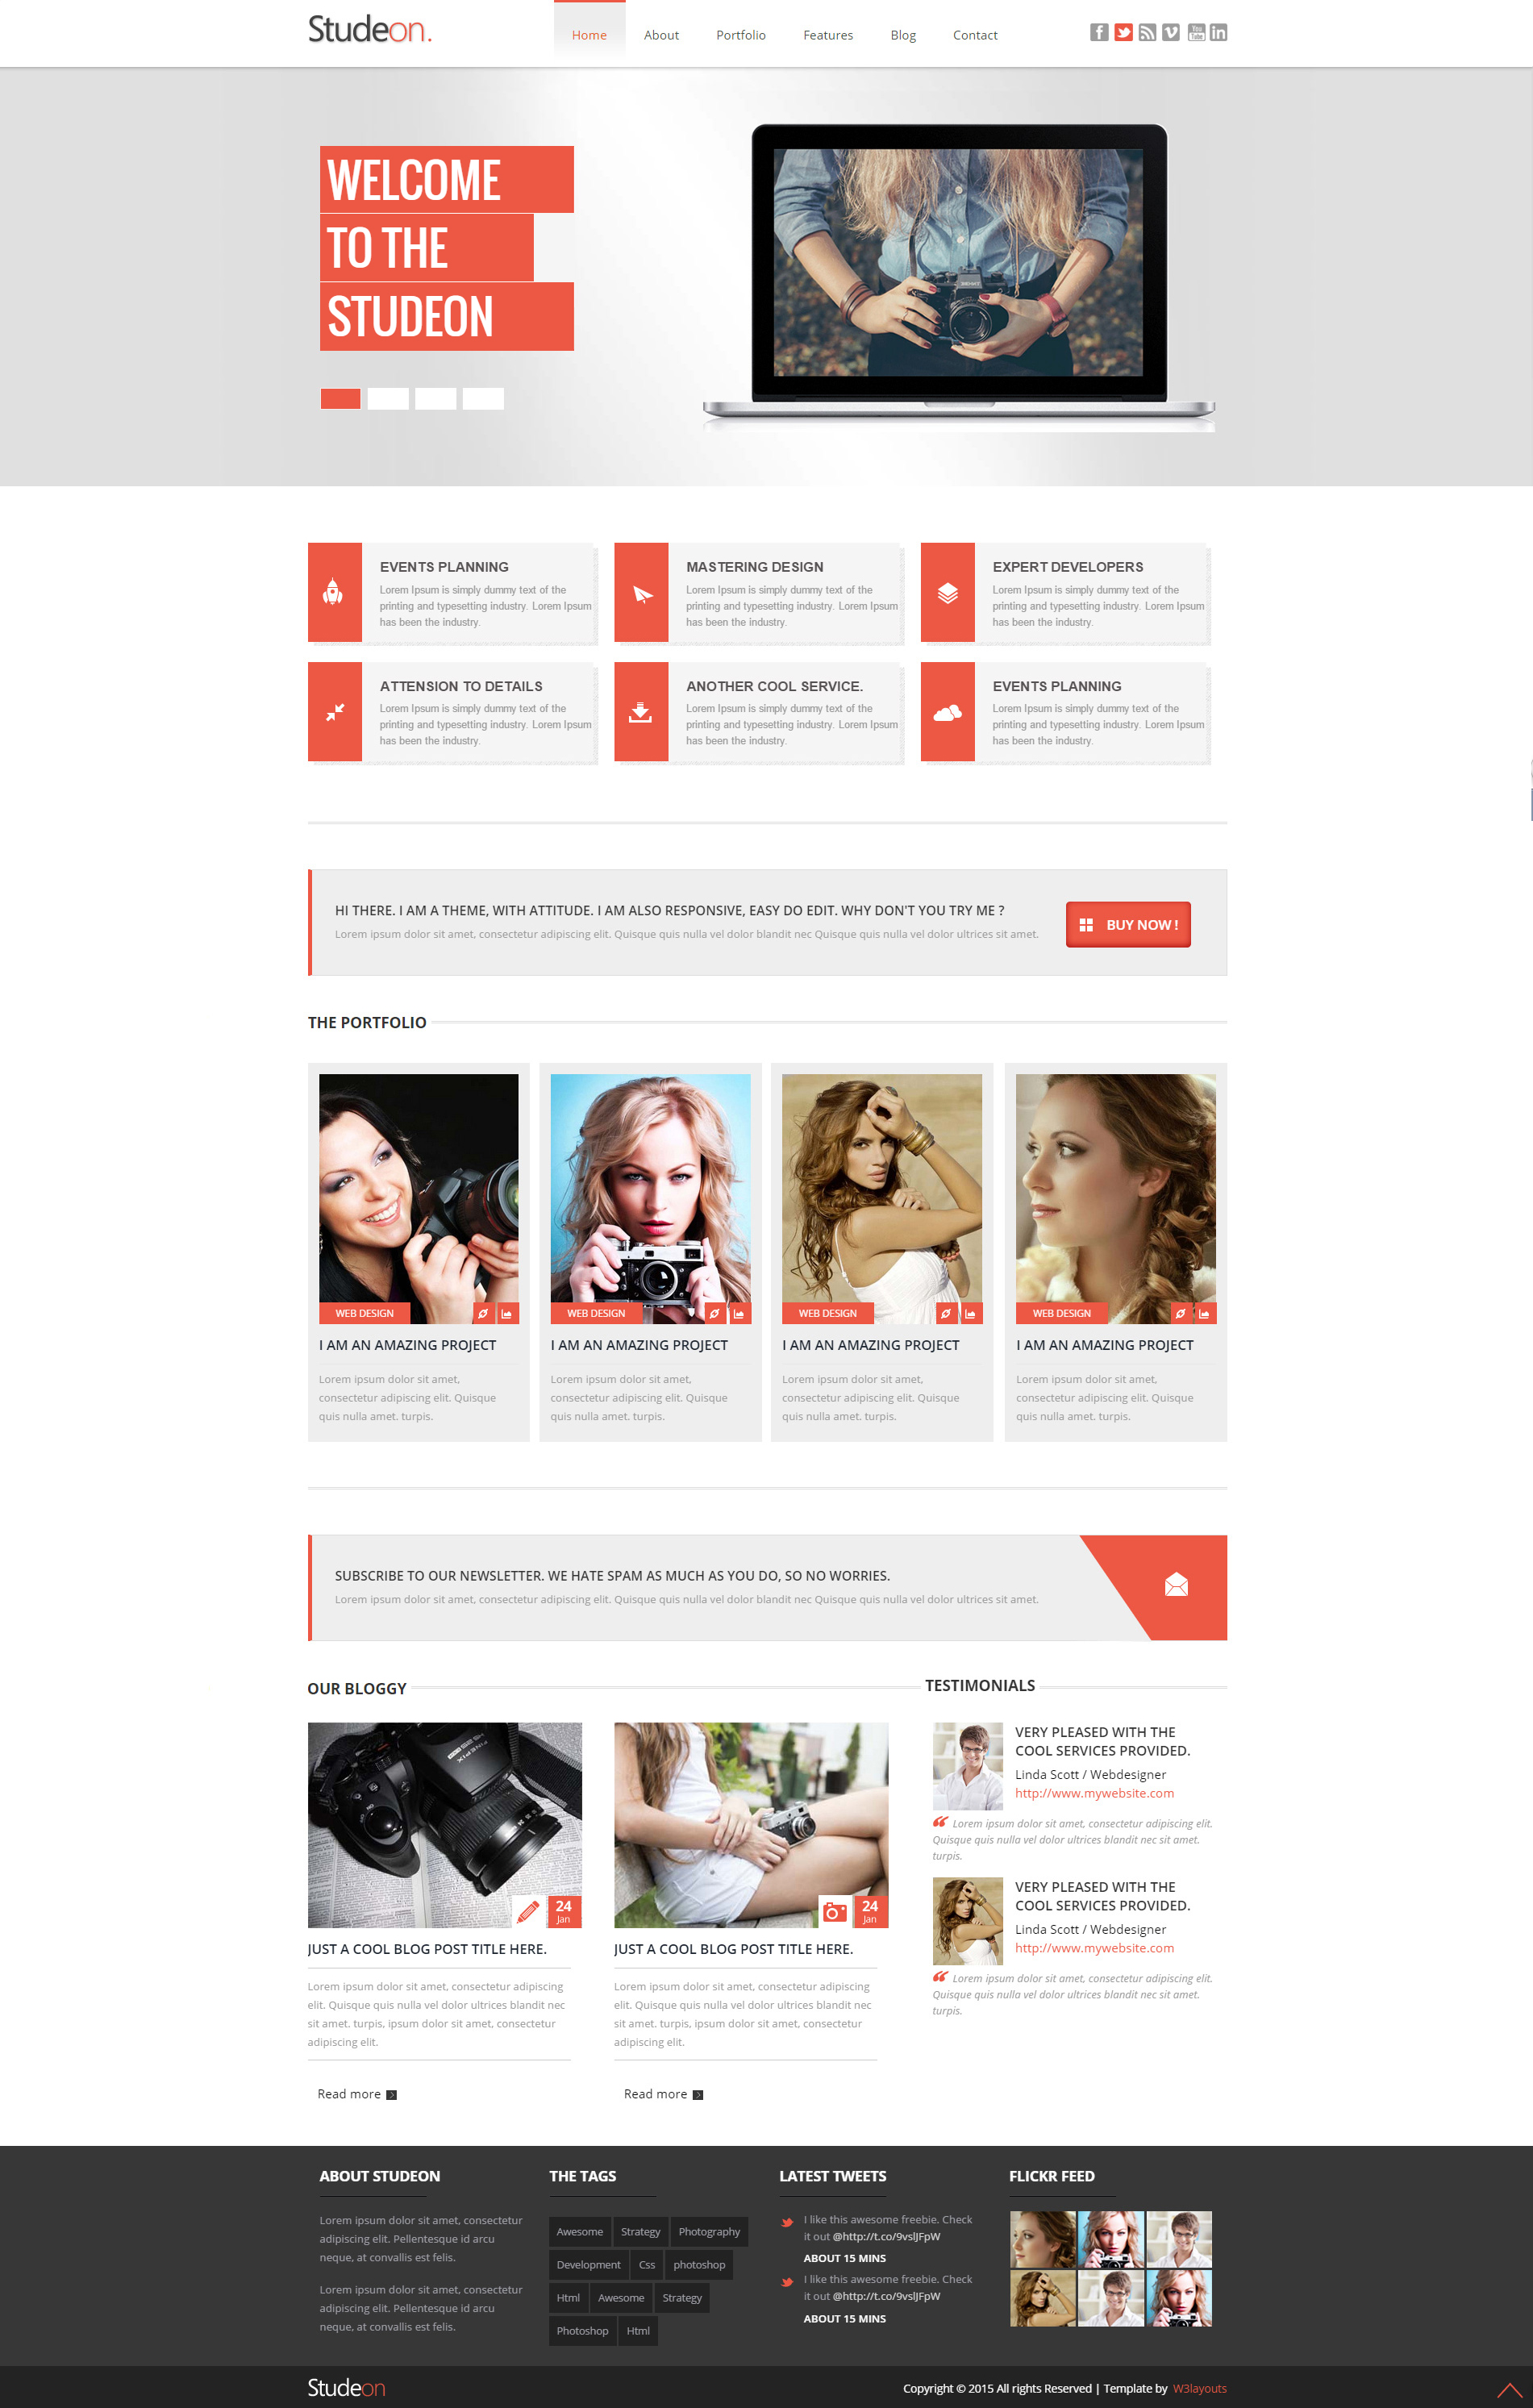 Studeon.
Home About Portfolio Features Blog Contact
WELCOME
TO THE
STUDEON
EVENTS PLANNING
Lorem Ipsum is simply dummy text of the
printing and typesetting industry. Lorem Ipsum
has been the industry.
MASTERING DESIGN
Lorem Ipsum is simply dummy text of the
printing and typesetting industry. Lorem Ipsum
has been the industry.
EXPERT DEVELOPERS
Lorem Ipsum is simply dummy text of the
printing and typesetting industry. Lorem Ipsum
has been the industry.
ATTENSION TO DETAILS
Lorem Ipsum is simply dummy text of the
printing and typesetting industry. Lorem Ipsum
has been the industry.
ANOTHER COOL SERVICE.
Lorem Ipsum is simply dummy text of the
printing and typesetting industry. Lorem Ipsum
has been the industry.
EVENTS PLANNING
Lorem Ipsum is simply dummy text of the
printing and typesetting industry. Lorem Ipsum
has been the industry.
HI THERE. I AM A THEME, WITH ATTITUDE. I AM ALSO RESPONSIVE, EASY DO EDIT. WHY DON'T YOU TRY ME ?
Lorem ipsum dolor sit amet, consectetur adipiscing elit. Quisque quis nulla vel dolor blandit nec Quisque quis nulla vel dolor ultrices sit amet.
BUY NOW !
THE PORTFOLIO
WEB DESIGN
I AM AN AMAZING PROJECT
Lorem ipsum dolor sit amet,
consectetur adipiscing elit. Quisque
quis nulla amet. turpis.
WEB DESIGN
I AM AN AMAZING PROJECT
Lorem ipsum dolor sit amet,
consectetur adipiscing elit. Quisque
quis nulla amet. turpis.
WEB DESIGN
I AM AN AMAZING PROJECT
Lorem ipsum dolor sit amet,
consectetur adipiscing elit. Quisque
quis nulla amet. turpis.
WEB DESIGN
I AM AN AMAZING PROJECT
Lorem ipsum dolor sit amet,
consectetur adipiscing elit. Quisque
quis nulla amet. turpis.
SUBSCRIBE TO OUR NEWSLETTER. WE HATE SPAM AS MUCH AS YOU DO, SO NO WORRIES.
Lorem ipsum dolor sit amet, consectetur adipiscing elit. Quisque quis nulla vel dolor blandit nec Quisque quis nulla vel dolor ultrices sit amet.
OUR BLOGGY
24
Jan
JUST A COOL BLOG POST TITLE HERE.
Lorem ipsum dolor sit amet, consectetur adipiscing
elit. Quisque quis nulla vel dolor ultrices blandit nec
sit amet. turpis, ipsum dolor sit amet, consectetur
adipiscing elit.
Read more
24
Jan
JUST A COOL BLOG POST TITLE HERE.
Lorem ipsum dolor sit amet, consectetur adipiscing
elit. Quisque quis nulla vel dolor ultrices blandit nec
sit amet. turpis, ipsum dolor sit amet, consectetur
adipiscing elit.
Read more
TESTIMONIALS
VERY PLEASED WITH THE
COOL SERVICES PROVIDED.
Linda Scott / Webdesigner
http://www.mywebsite.com
Lorem ipsum dolor sit amet, consectetur adipiscing elit.
Quisque quis nulla vel dolor ultrices blandit nec sit amet.
turpis.
VERY PLEASED WITH THE
COOL SERVICES PROVIDED.
Linda Scott / Webdesigner
http://www.mywebsite.com
Lorem ipsum dolor sit amet, consectetur adipiscing elit.
Quisque quis nulla vel dolor ultrices blandit nec sit amet.
turpis.
ABOUT STUDEON
Lorem ipsum dolor sit amet, consectetur
adipiscing elit. Pellentesque id arcu
neque, at convallis est felis.
Lorem ipsum dolor sit amet, consectetur
adipiscing elit. Pellentesque id arcu
neque, at convallis est felis.
THE TAGS
Awesome Strategy Photography
Development Css photoshop
Html Awesome Strategy
Photoshop Html
LATEST TWEETS
I like this awesome freebie. Check
it out @http://t.co/9vslJFpW
ABOUT 15 MINS
I like this awesome freebie. Check
it out @http://t.co/9vslJFpW
ABOUT 15 MINS
FLICKR FEED
Studeon
Copyright © 2015 All rights Reserved | Template by W3layouts